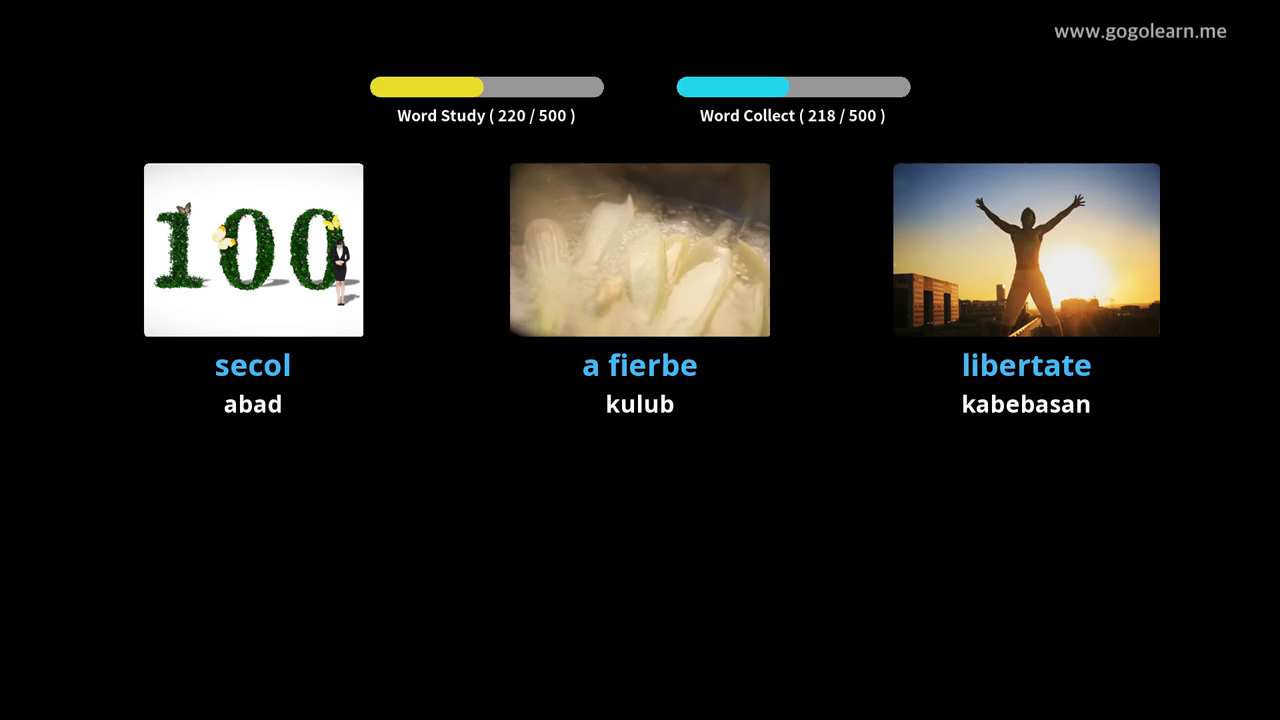 www.gogolearn.me
Word Study ( 220 / 500 )
Word Collect ( 218 / 500 )
100
secol
a fierbe
libertate
abad
kulub
kabebasan